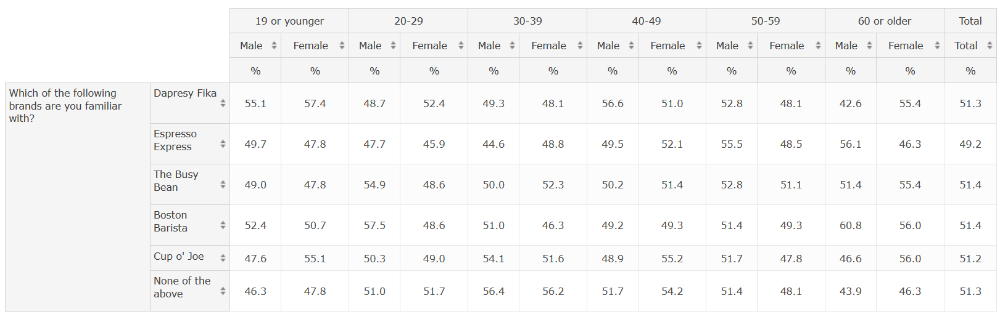 19 or younger 20-29 30-39 40-49 50-59 60 or older Total
Male Female Male Female Male Female Male Female Male Female Male Female Total
% % % % % % % % % % % % %
Which of the following
brands are you familiar
with?
Dapresy Fika 55.1 57.4 48.7 52.4 49.3 48.1 56.6 51.0 52.8 48.1 42.6 55.4 51.3
Espresso
Express 49.7 47.8 47.7 45.9 44.6 48.8 49.5 52.1 55.5 48.5 56.1 46.3 49.2
The Busy
Bean 49.0 47.8 54.9 48.6 50.0 52.3 50.2 51.4 52.8 51.1 51.4 55.4 51.4
Boston
Barista 52.4 50.7 57.5 48.6 51.0 46.3 49.2 49.3 51.4 49.3 60.8 56.0 51.4
Cup o' Joe 47.6 55.1 50.3 49.0 54.1 51.6 48.9 55.2 51.7 47.8 46.6 56.0 51.2
None of the
above 46.3 47.8 51.0 51.7 56.4 56.2 51.7 54.2 51.4 48.1 43.9 46.3 51.3